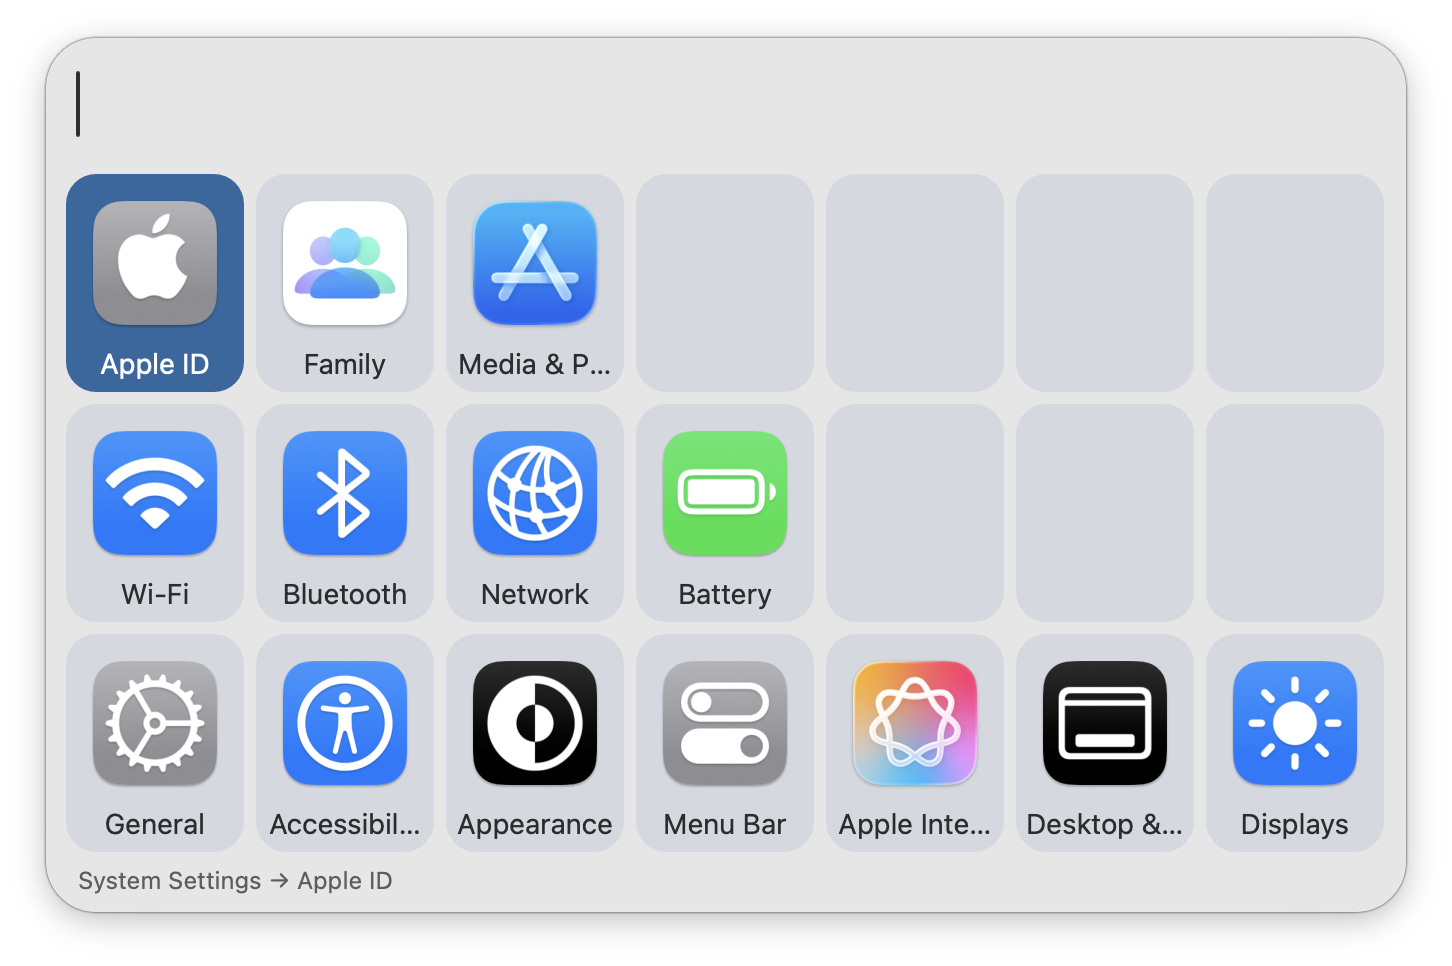 Apple ID
Family
Media & P...
Wi-Fi
Bluetooth
Network
Battery
General
Accessibil...
Appearance
Menu Bar
Apple Inte...
Desktop &...
Displays
System Settings → Apple ID